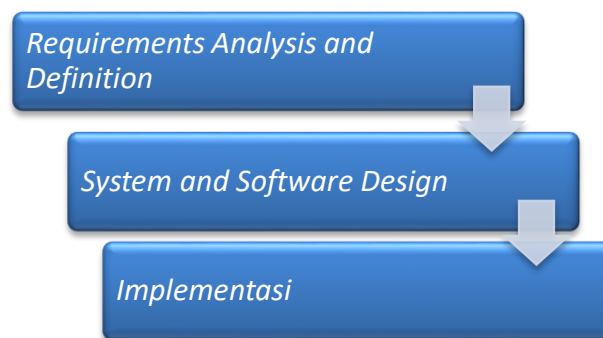 Requirements Analysis and
Definition
System and Software Design
Implementasi